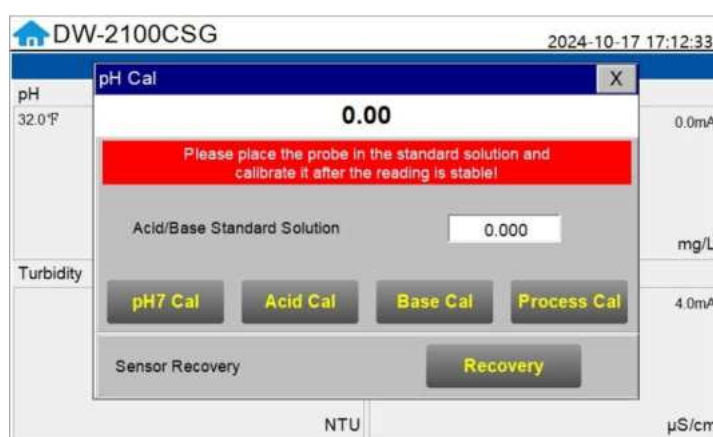 DW-2100CSG
2024-10-17 17:12:33
pH Cal
X
pH
0.00
32.0℉
0.0mA
Please place the probe in the standard solution and
calibrate it after the reading is stable!
Acid/Base Standard Solution
0.000
mg/L
Turbidity
pH7 Cal
Acid Cal
Base Cal
Process Cal
4.0mA
Sensor Recovery
Recovery
NTU
µS/cm